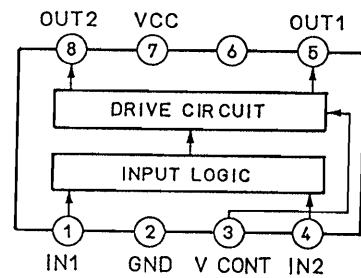 OUT2 VCC OUT1
8 7 6 5
DRIVE CIRCUIT
INPUT LOGIC
1 2 3 4
IN1 GND V CONT IN2